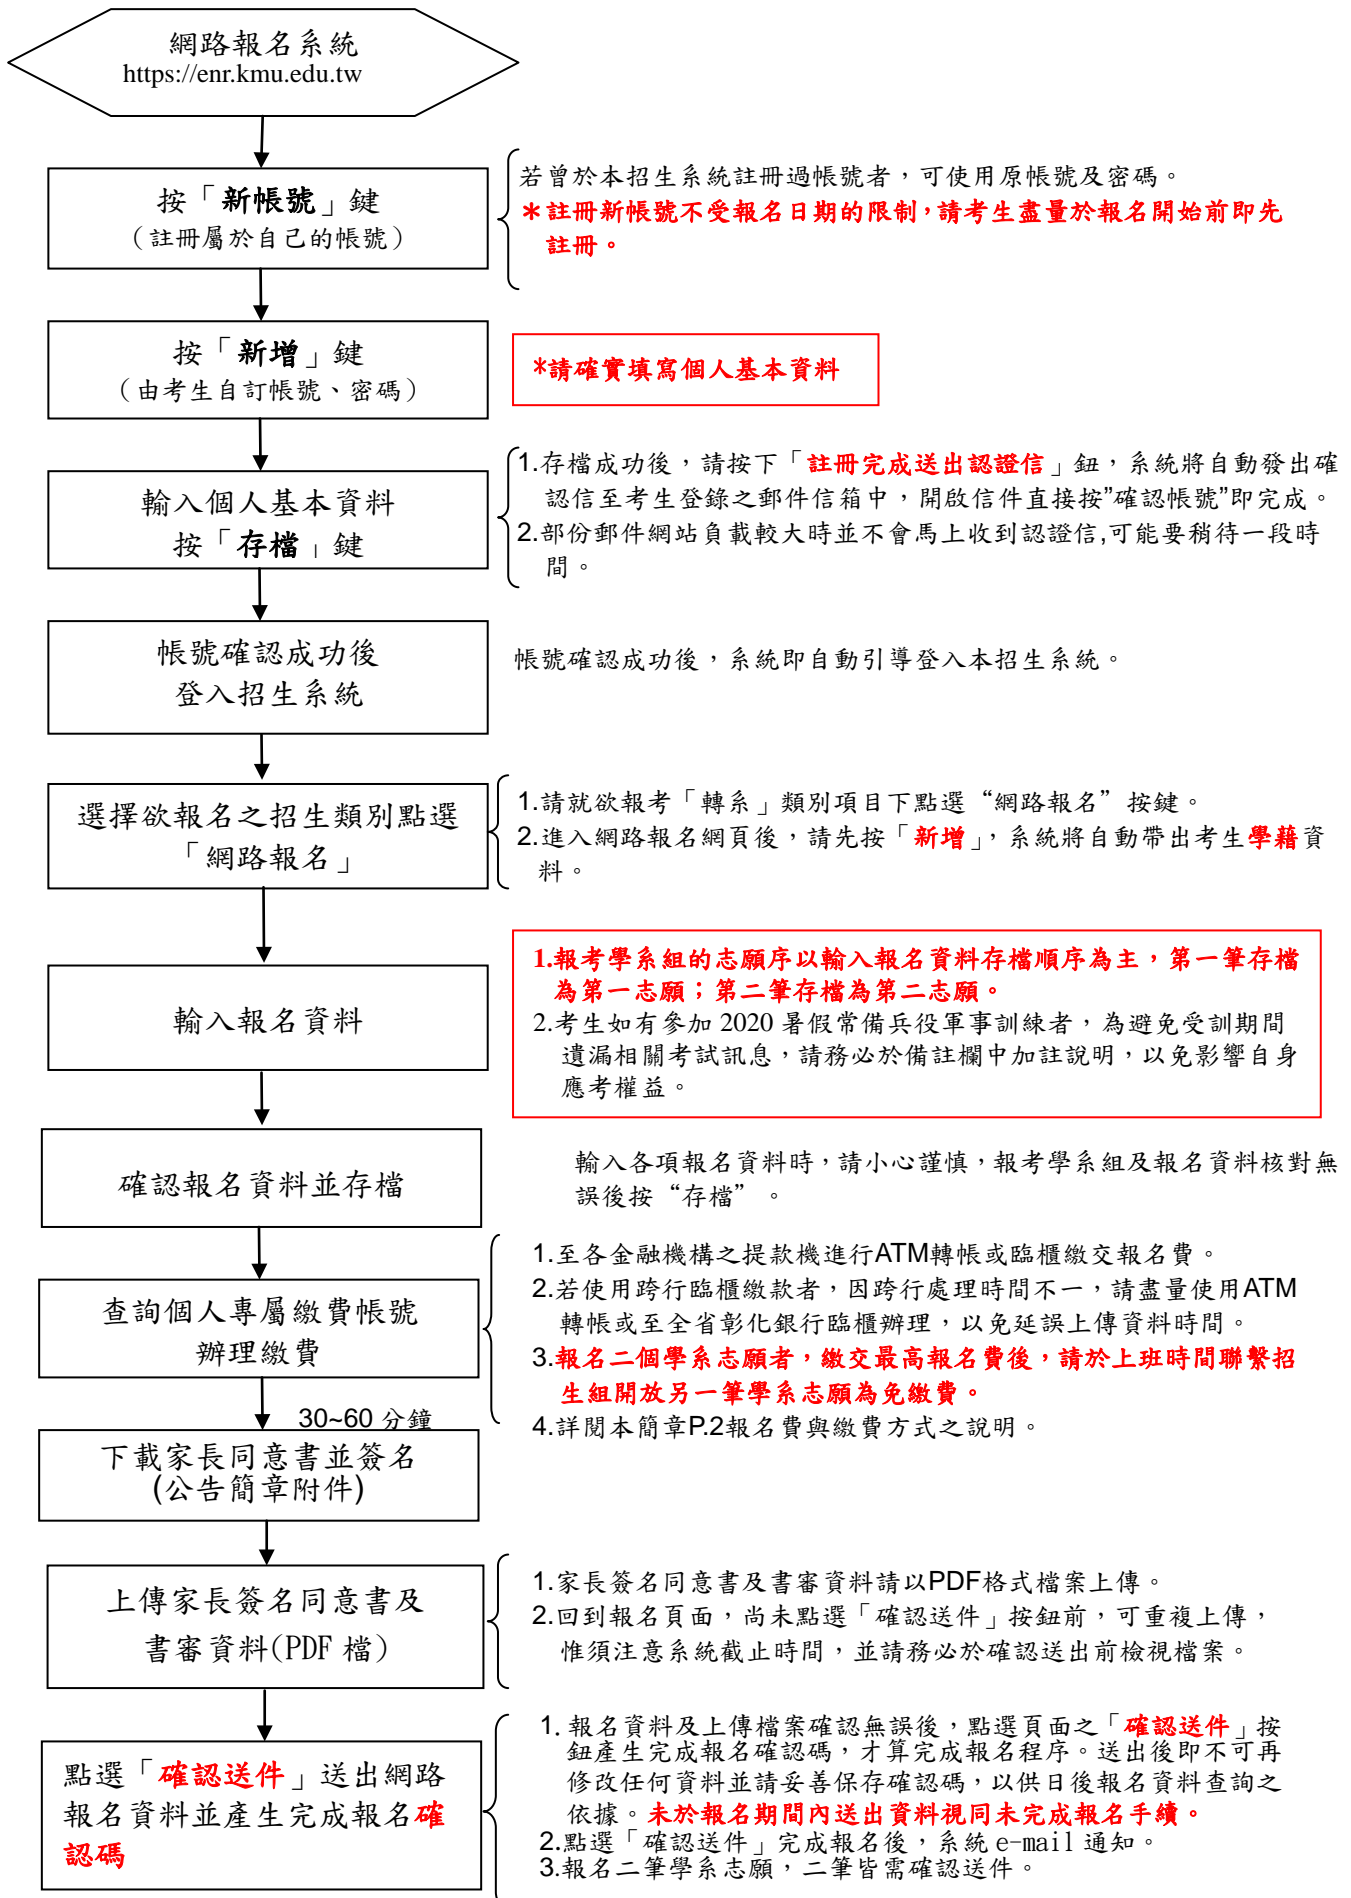 網路報名系統
https://enr.kmu.edu.tw
按「新帳號」鍵
（註冊屬於自己的帳號）
若曾於本招生系統註冊過帳號者，可使用原帳號及密碼。
＊註冊新帳號不受報名日期的限制，請考生盡量於報名開始前即先
註冊。
按「新增」鍵
（由考生自訂帳號、密碼）
*請確實填寫個人基本資料
輸入個人基本資料
按「存檔」鍵
1.存檔成功後，請按下「註冊完成送出認證信」鈕，系統將自動發出確
認信至考生登錄之郵件信箱中，開啟信件直接按"確認帳號"即完成。
2.部份郵件網站負載較大時並不會馬上收到認證信,可能要稍待一段時
間。
帳號確認成功後
登入招生系統
帳號確認成功後，系統即自動引導登入本招生系統。
選擇欲報名之招生類別點選
「網路報名」
1.請就欲報考「轉系」類別項目下點選“網路報名”按鍵。
2.進入網路報名網頁後，請先按「新增」，系統將自動帶出考生學藉資
料。
輸入報名資料
1.報考學系組的志願序以輸入報名資料存檔順序為主，第一筆存檔
為第一志願；第二筆存檔為第二志願。
2.考生如有參加 2020 暑假常備兵役軍事訓練者，為避免受訓期間
遺漏相關考試訊息，請務必於備註欄中加註說明，以免影響自身
應考權益。
確認報名資料並存檔
輸入各項報名資料時，請小心謹慎，報考學系組及報名資料核對無
誤後按“存檔”。
查詢個人專屬繳費帳號
辦理繳費
1.至各金融機構之提款機進行ATM轉帳或臨櫃繳交報名費。
2.若使用跨行臨櫃繳款者，因跨行處理時間不一，請盡量使用ATM
轉帳或至全省彰化銀行臨櫃辦理，以免延誤上傳資料時間。
3.報名二個學系志願者，繳交最高報名費後，請於上班時間聯繫招
生組開放另一筆學系志願為免繳費。
4.詳閱本簡章P.2報名費與繳費方式之說明。
30~60 分鐘
下載家長同意書並簽名
(公告簡章附件)
上傳家長簽名同意書及
書審資料(PDF 檔)
1.家長簽名同意書及書審資料請以PDF格式檔案上傳。
2.回到報名頁面，尚未點選「確認送件」按鈕前，可重複上傳，
惟須注意系統截止時間，並請務必於確認送出前檢視檔案。
點選「確認送件」送出網路
報名資料並產生完成報名確
認碼
1. 報名資料及上傳檔案確認無誤後，點選頁面之「確認送件」按
鈕產生完成報名確認碼，才算完成報名程序。送出後即不可再
修改任何資料並請妥善保存確認碼，以供日後報名資料查詢之
依據。未於報名期間內送出資料視同未完成報名手續。
2.點選「確認送件」完成報名後，系統 e-mail 通知。
3.報名二筆學系志願，二筆皆需確認送件。